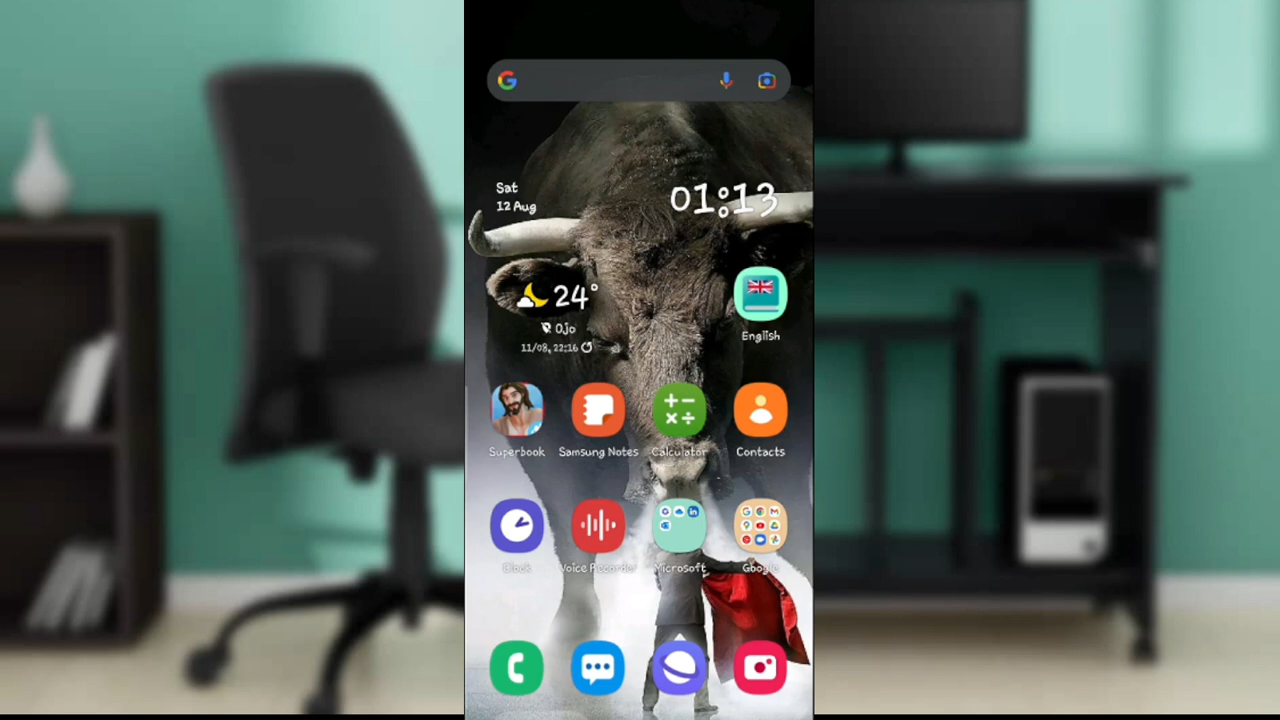 Sat
12 Aug
01:13
24°
Ojo
11/08, 22:16
English
Superbook
Samsung Notes
Calculator
Contacts
Clock
Voice Recorder
Microsoft
Google